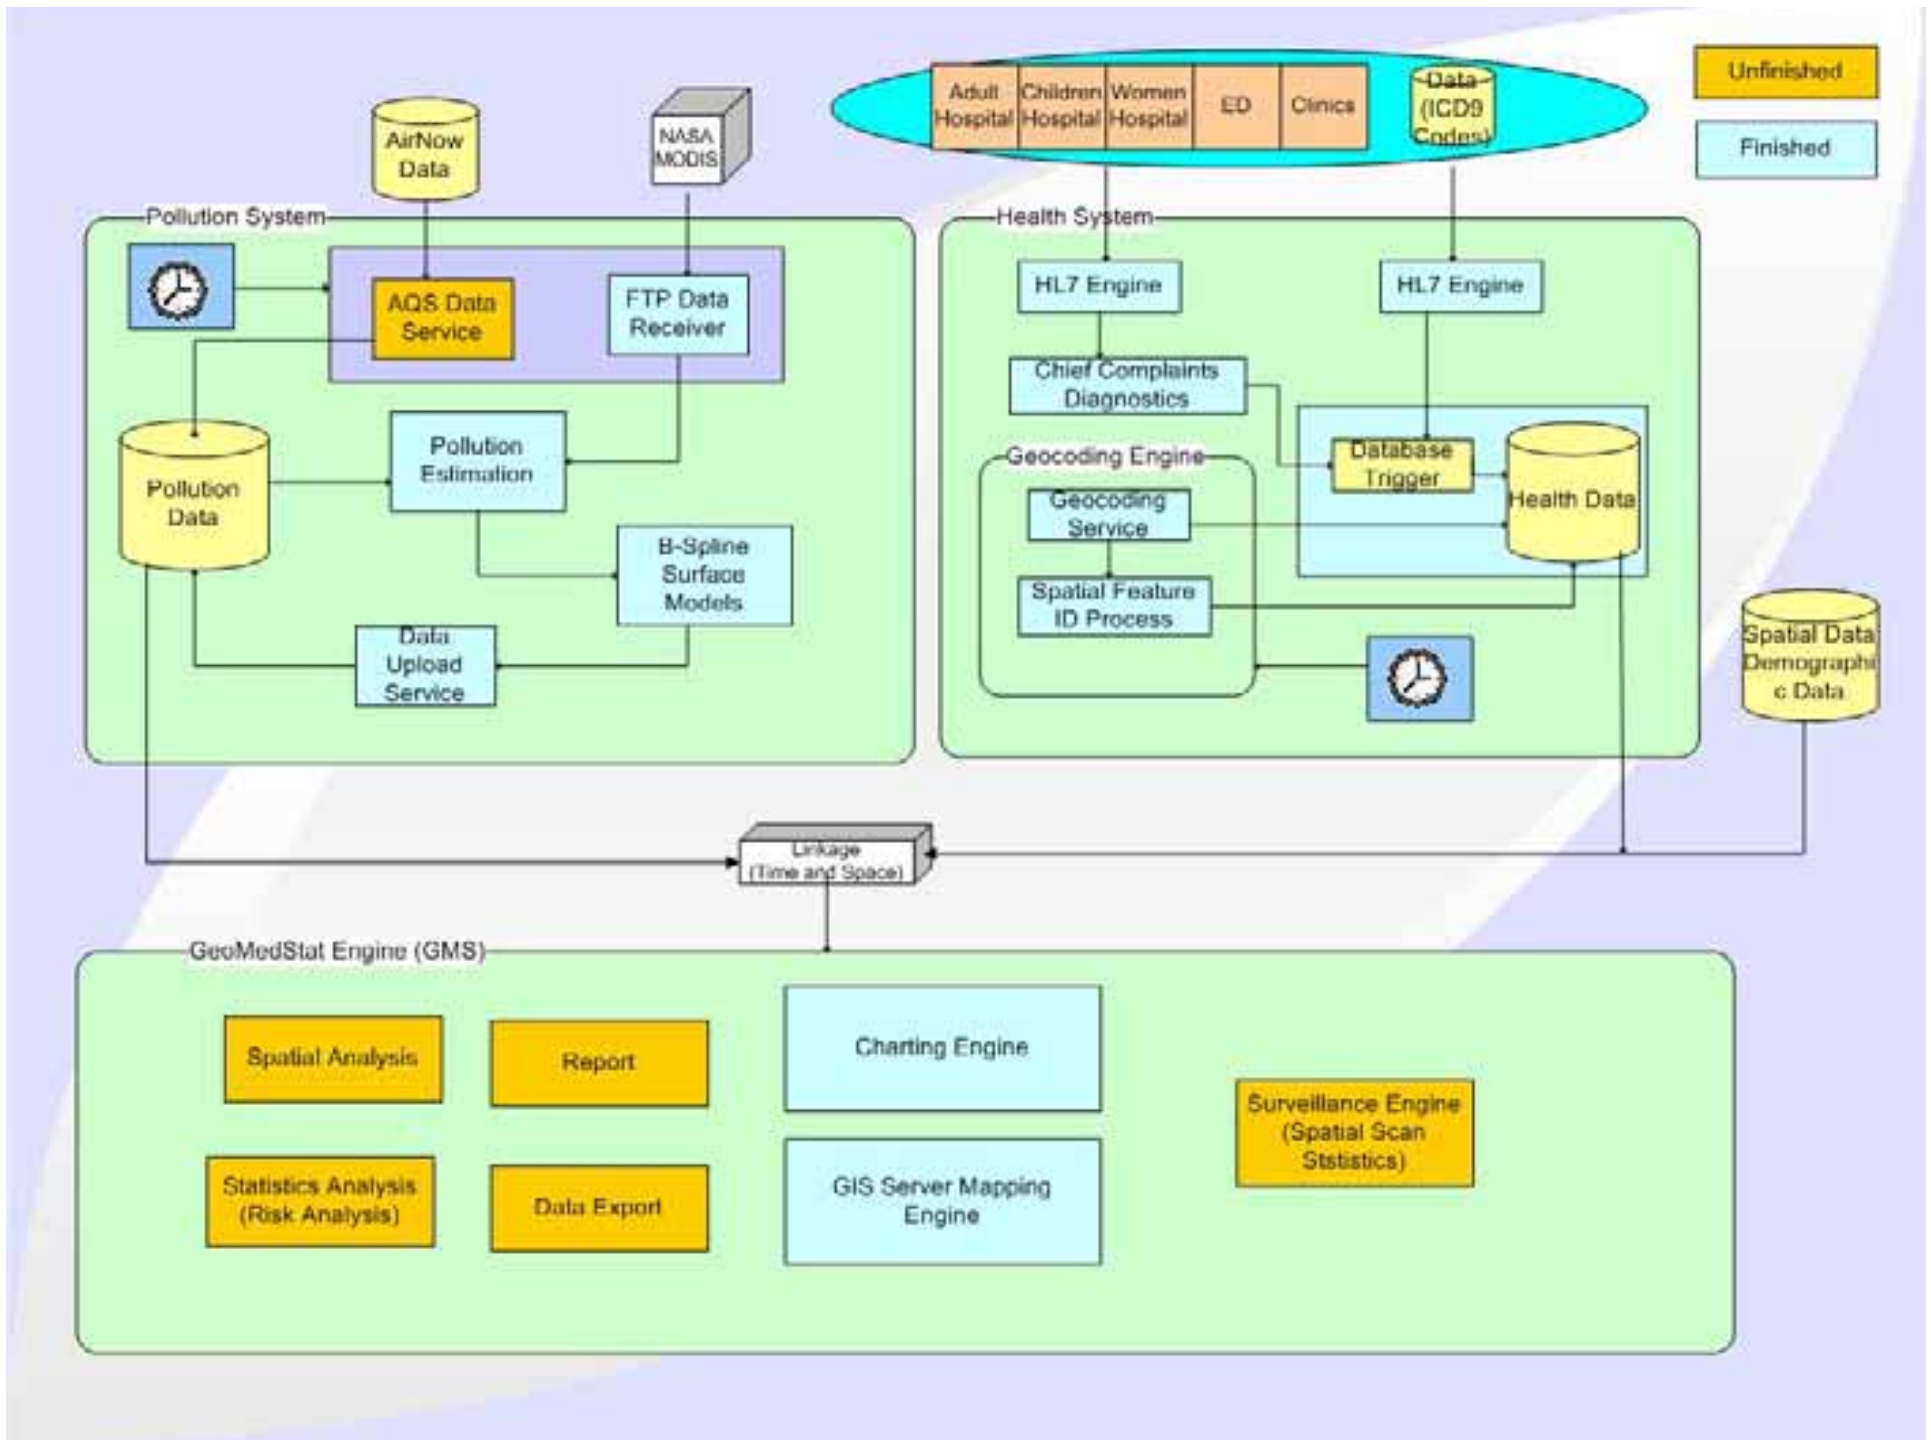 Unfinished
Finished
Adult
Hospital
Children
Hospital
Women
Hospital
ED
Clinics
Data
(ICD9
Codes)
AirNow
Data
NASA
MODIS
Pollution System
AQS Data
Service
FTP Data
Receiver
Pollution
Data
Pollution
Estimation
B-Spline
Surface
Models
Data
Upload
Service
Health System
HL7 Engine
HL7 Engine
Chief Complaints
Diagnostics
Geocoding Engine
Geocoding
Service
Spatial Feature
ID Process
Database
Trigger
Health Data
Spatial Data
Demographi
c Data
Linkage
(Time and Space)
GeoMedStat Engine (GMS)
Spatial Analysis
Report
Charting Engine
Surveillance Engine
(Spatial Scan
Ststistics)
Statistics Analysis
(Risk Analysis)
Data Export
GIS Server Mapping
Engine